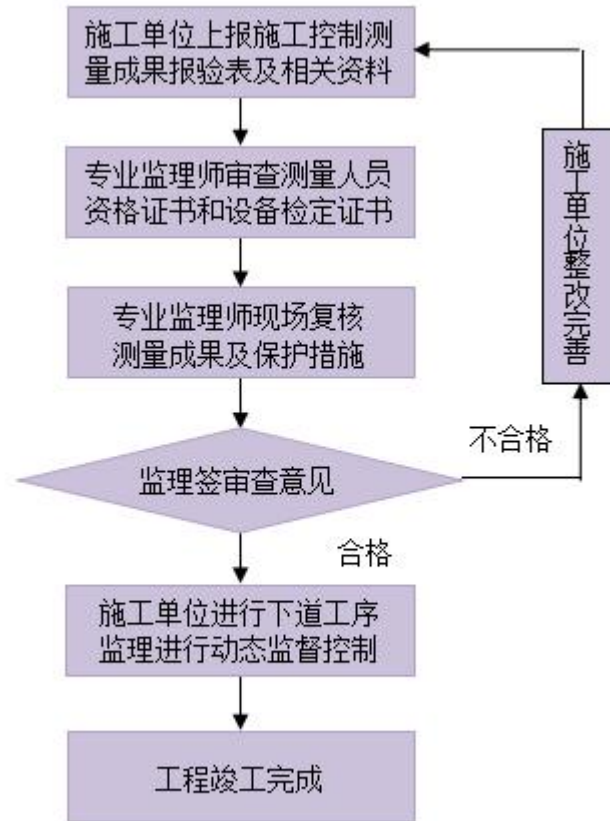 施工单位上报施工控制测
量成果报验表及相关资料
专业监理师审查测量人员
资格证书和设备检定证书
专业监理师现场复核
测量成果及保护措施
监理签审查意见
不合格
施工单位整改完善
合格
施工单位进行下道工序
监理进行动态监督控制
工程竣工完成